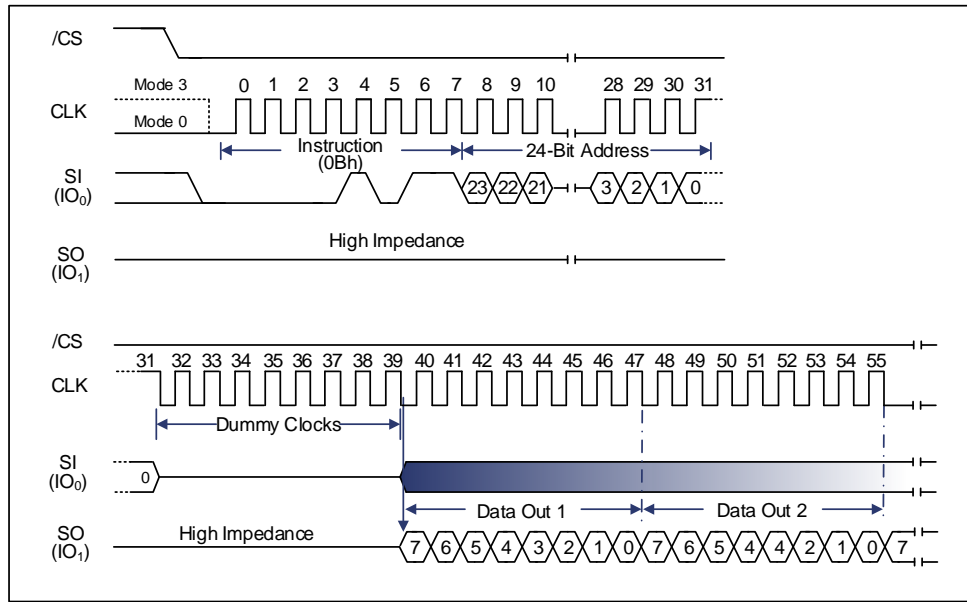 /CS
Mode 3
0 1 2 3 4 5 6 7 8 9 10 28 29 30 31
CLK
Mode 0
Instruction
(0Bh)
24-Bit Address
SI
(IO₀)
23 22 21 3 2 1 0
High Impedance
SO
(IO₁)
/CS
31 32 33 34 35 36 37 38 39 40 41 42 43 44 45 46 47 48 49 50 51 52 53 54 55
CLK
Dummy Clocks
SI
(IO₀)
0
Data Out 1 Data Out 2
SO
(IO₁)
High Impedance
7 6 5 4 3 2 1 0 7 6 5 4 4 2 1 0 7